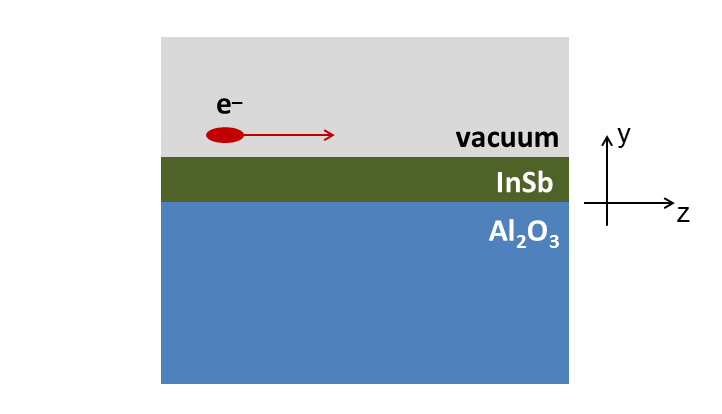 e–
vacuum
y
InSb
z
Al2O3